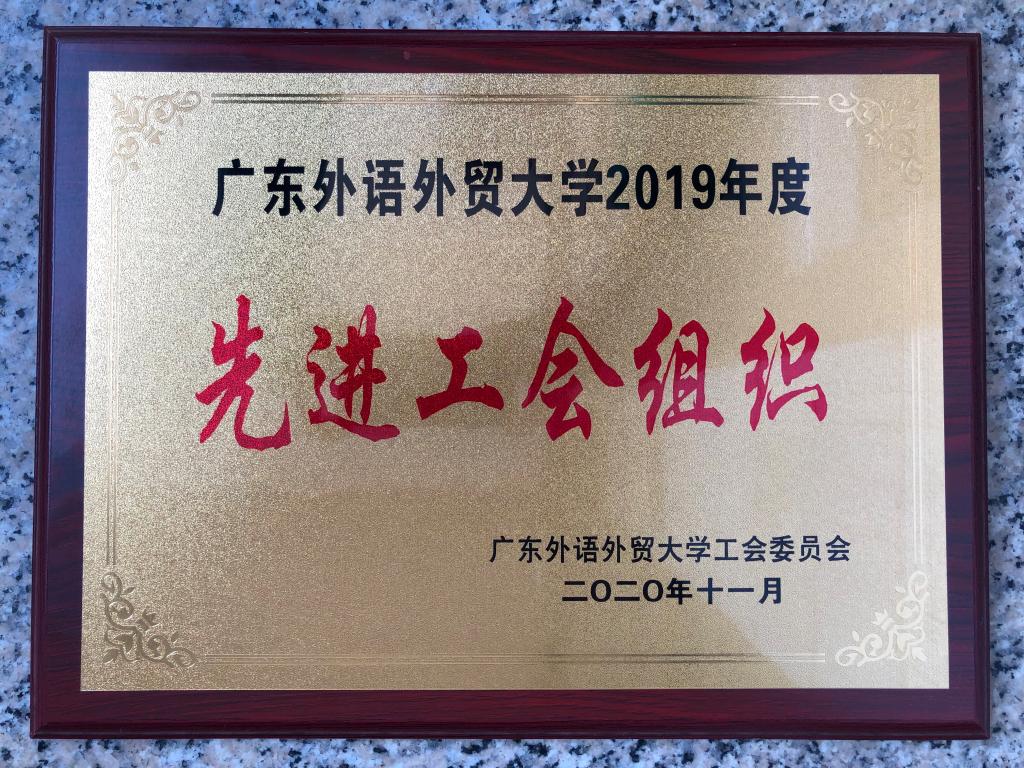 广东外语外贸大学2019年度
先进工会组织
广东外语外贸大学工会委员会
二〇二〇年十一月